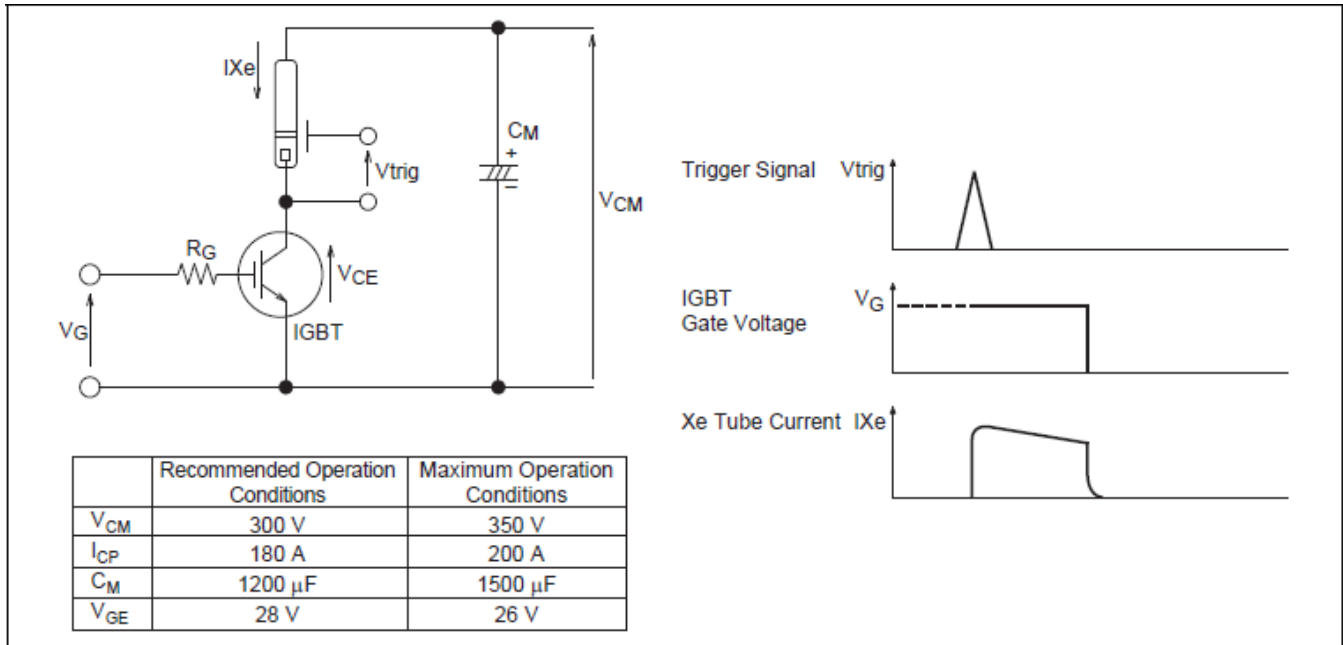 IXe
CM
+
–
Vtrig
VCM
RG
VCE
VG
IGBT
Trigger Signal Vtrig
IGBT
Gate Voltage
VG
Xe Tube Current IXe
Recommended Operation Conditions
Maximum Operation Conditions
VCM 300 V 350 V
ICP 180 A 200 A
CM 1200 μF 1500 μF
VGE 28 V 26 V